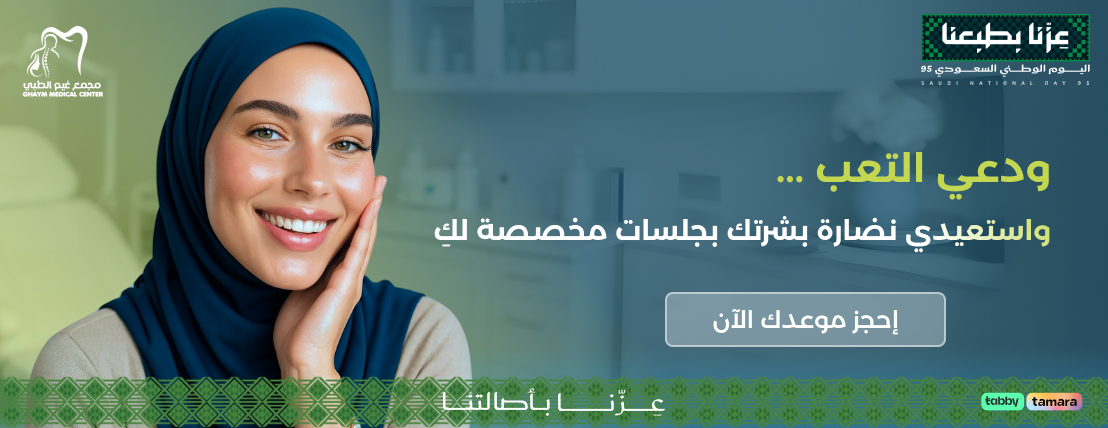 مجمع غيم الطبي
GHAYM MEDICAL CENTER
عزّنا بطبعنا
اليوم الوطني السعودي 95
SAUDI NATIONAL DAY 95
ودعي التعب ...
واستعيدي نضارة بشرتك بجلسات مخصصة لكِ
إحجز موعدك الآن
عِزّنا بأصالتنا
tabby tamara